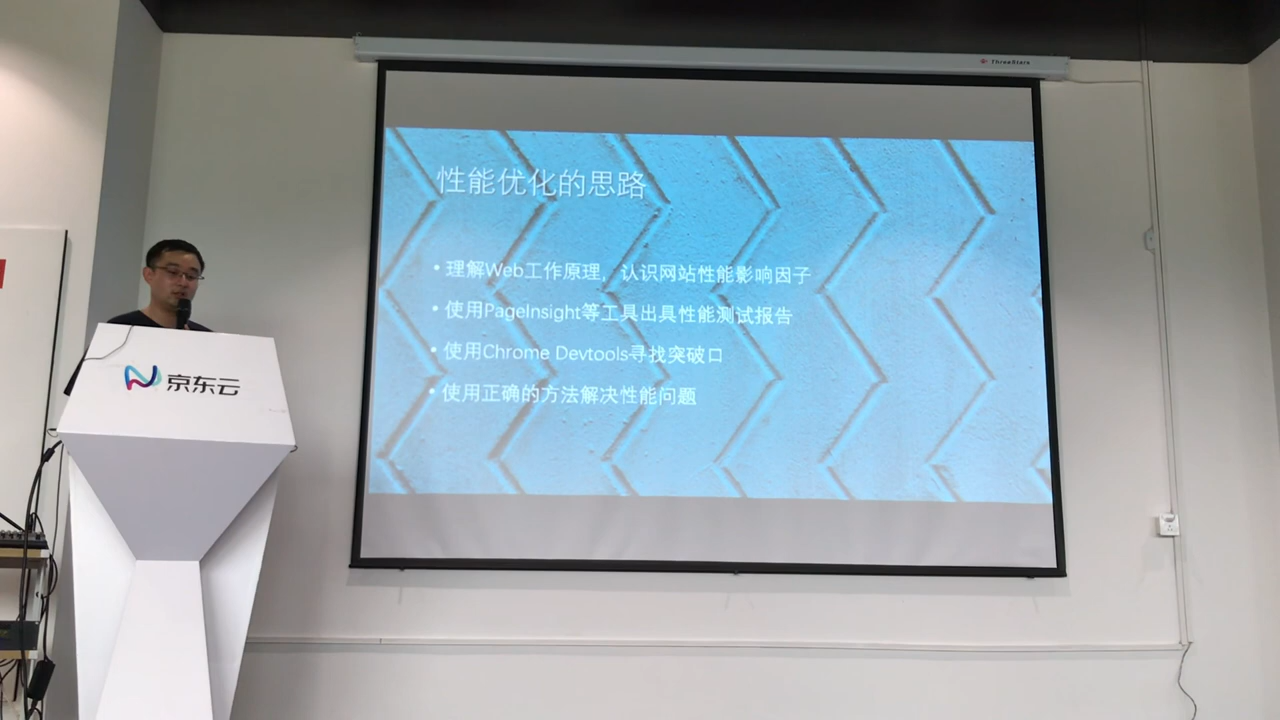 ThreeStars
性能优化的思路
• 理解Web工作原理，认识网站性能影响因子
• 使用PageInsight等工具出具性能测试报告
• 使用Chrome Devtools寻找突破口
• 使用正确的方法解决性能问题
京东云